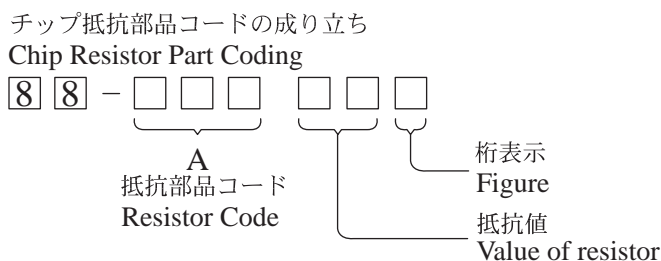 チップ抵抗部品コードの成り立ち
Chip Resistor Part Coding
8 8 – □ □ □ □ □ □
A
抵抗部品コード
Resistor Code
桁表示
Figure
抵抗値
Value of resistor